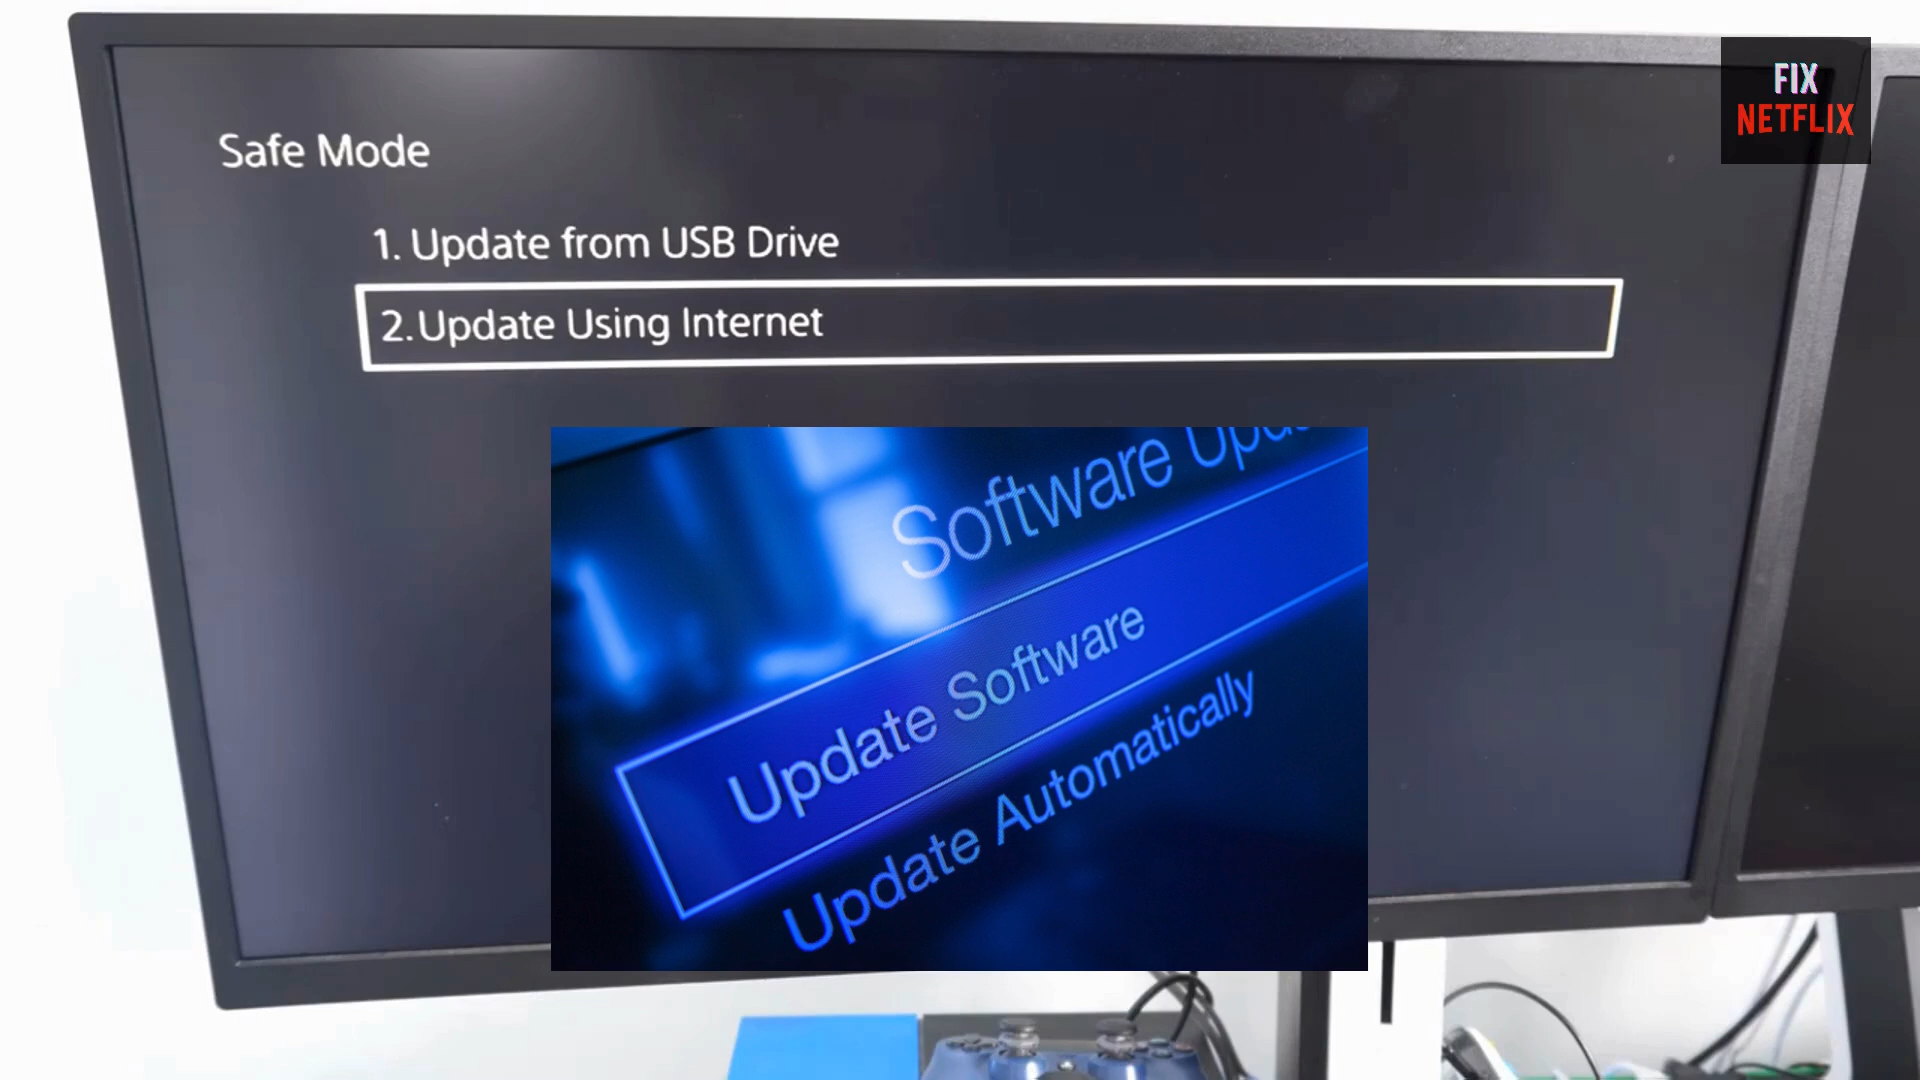 FIX
NETFLIX
Safe Mode
1. Update from USB Drive
2. Update Using Internet
Software
Update Software
Update Automatically